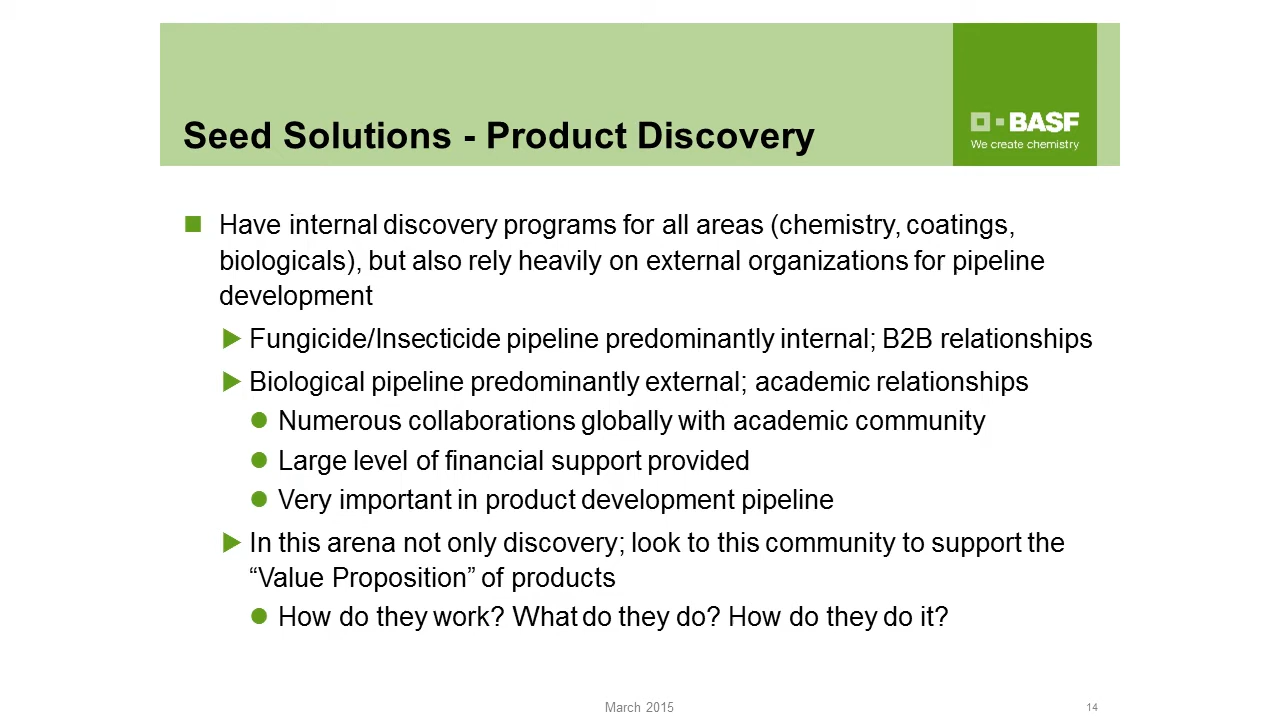 Seed Solutions - Product Discovery
BASF
We create chemistry
Have internal discovery programs for all areas (chemistry, coatings,
biologicals), but also rely heavily on external organizations for pipeline
development
Fungicide/Insecticide pipeline predominantly internal; B2B relationships
Biological pipeline predominantly external; academic relationships
Numerous collaborations globally with academic community
Large level of financial support provided
Very important in product development pipeline
In this arena not only discovery; look to this community to support the
“Value Proposition” of products
How do they work? What do they do? How do they do it?
March 2015
14